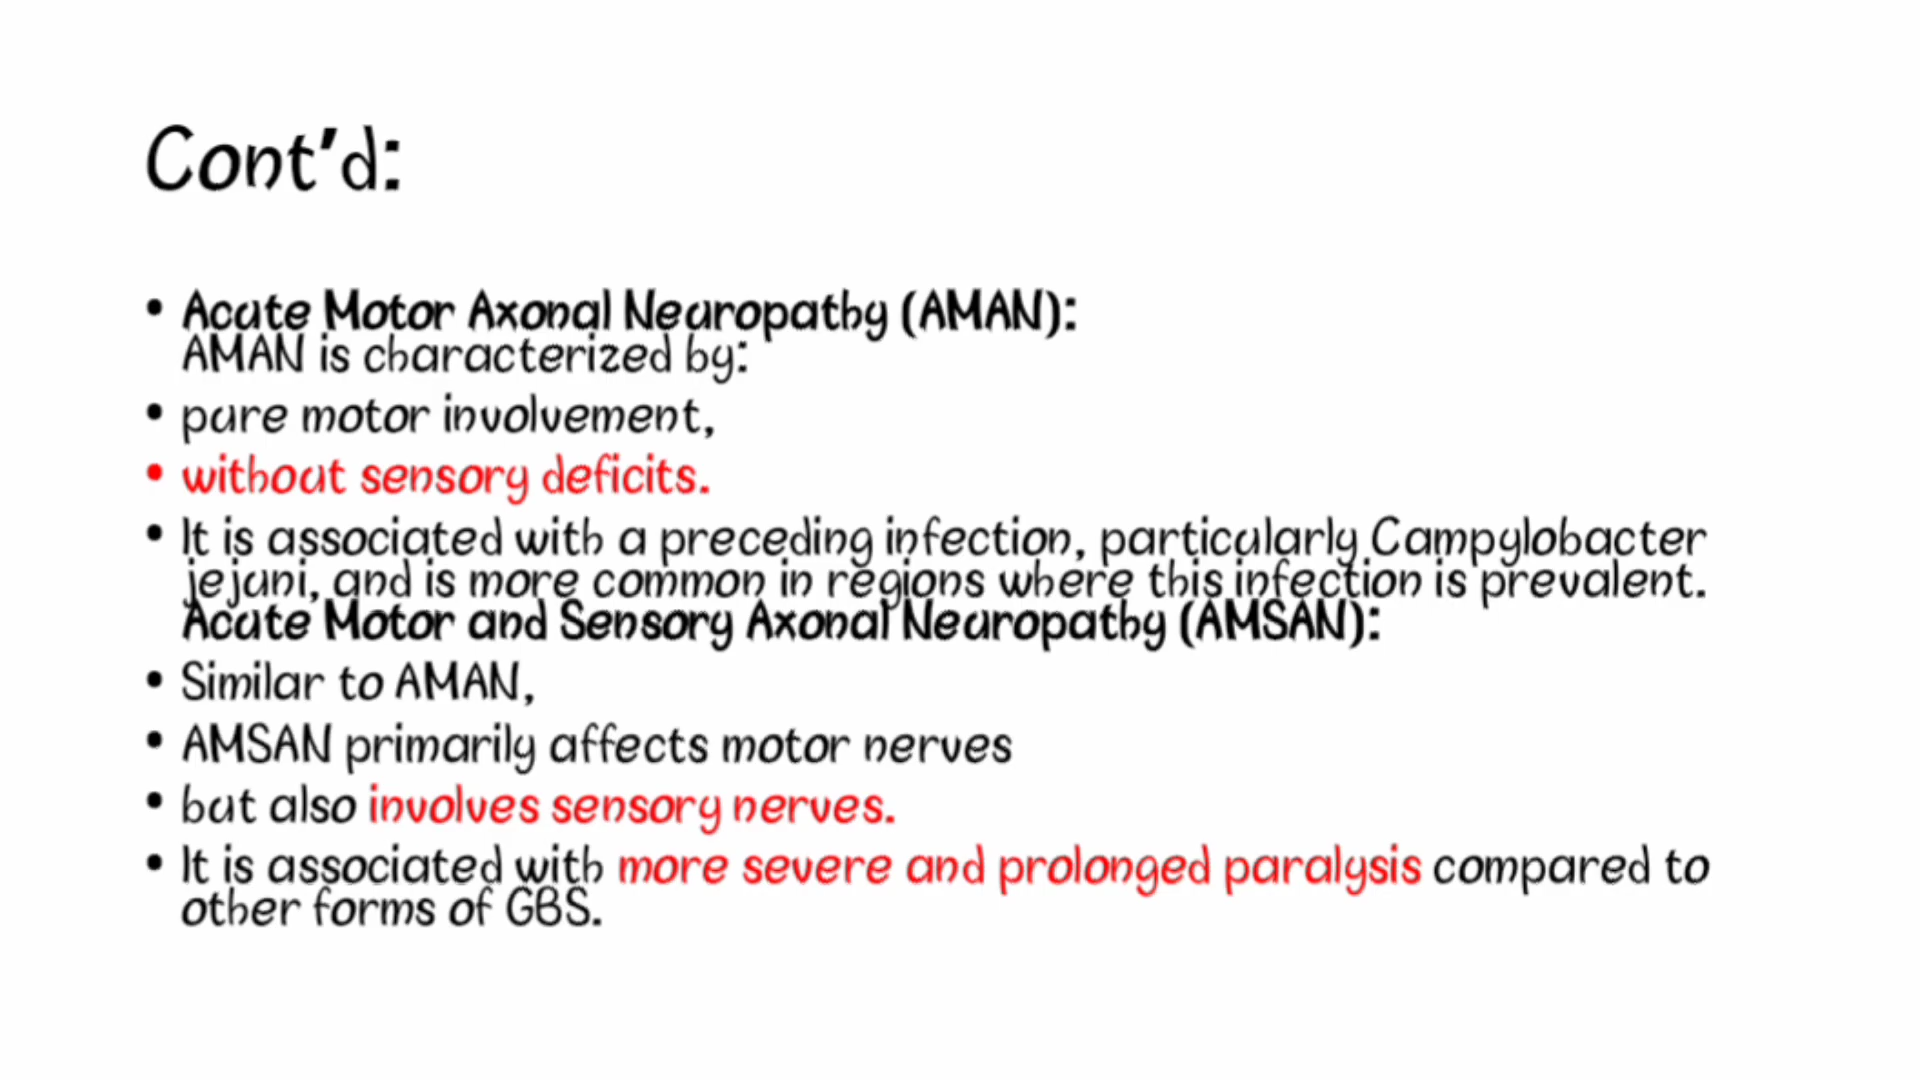 Cont'd:
• Acute Motor Axonal Neuropathy (AMAN):
AMAN is characterized by:
• pure motor involvement,
• without sensory deficits.
• It is associated with a preceding infection, particularly Campylobacter
jejuni, and is more common in regions where this infection is prevalent.
Acute Motor and Sensory Axonal Neuropathy (AMSAN):
• Similar to AMAN,
• AMSAN primarily affects motor nerves
• but also involves sensory nerves.
• It is associated with more severe and prolonged paralysis compared to
other forms of GBS.